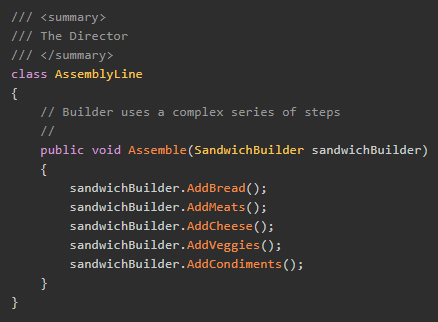 /// <summary>
/// The Director
/// </summary>
class AssemblyLine
{
    // Builder uses a complex series of steps
    //
    public void Assemble(SandwichBuilder sandwichBuilder)
    {
        sandwichBuilder.AddBread();
        sandwichBuilder.AddMeats();
        sandwichBuilder.AddCheese();
        sandwichBuilder.AddVeggies();
        sandwichBuilder.AddCondiments();
    }
}